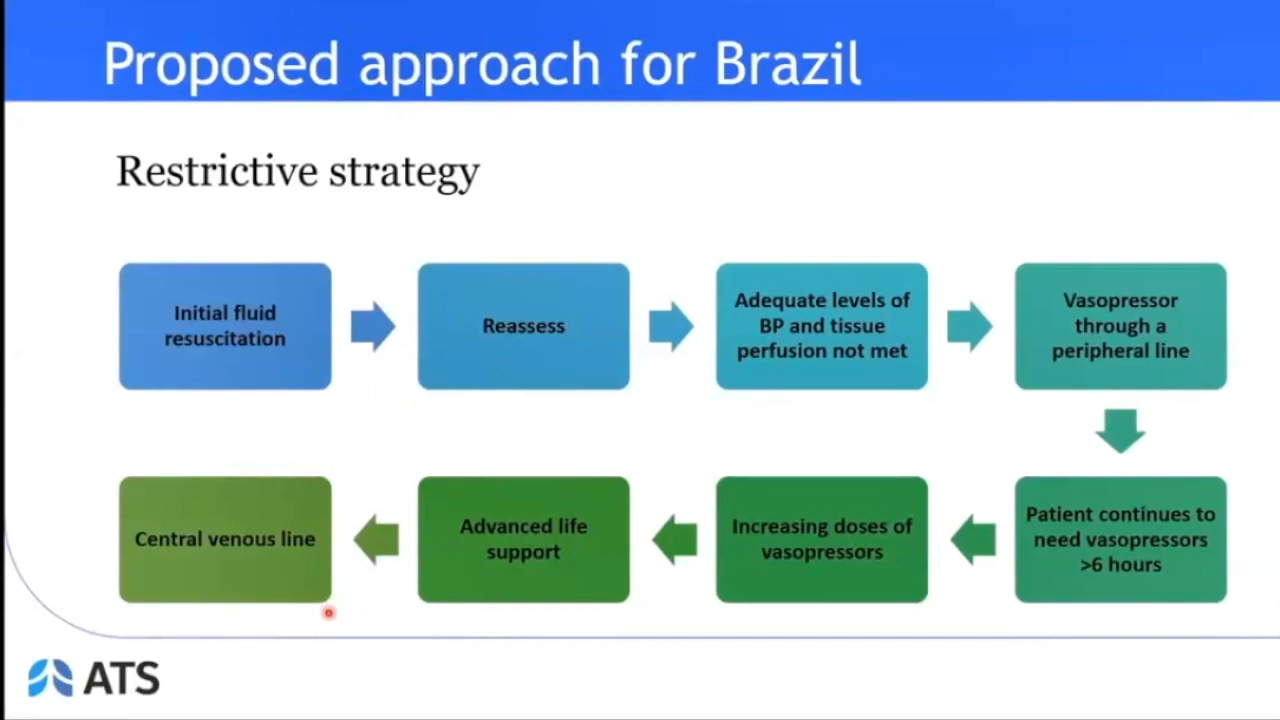 Proposed approach for Brazil
Restrictive strategy
Initial fluid
resuscitation
Reassess
Adequate levels of
BP and tissue
perfusion not met
Vasopressor
through a
peripheral line
Patient continues to
need vasopressors
>6 hours
Increasing doses of
vasopressors
Advanced life
support
Central venous line
ATS